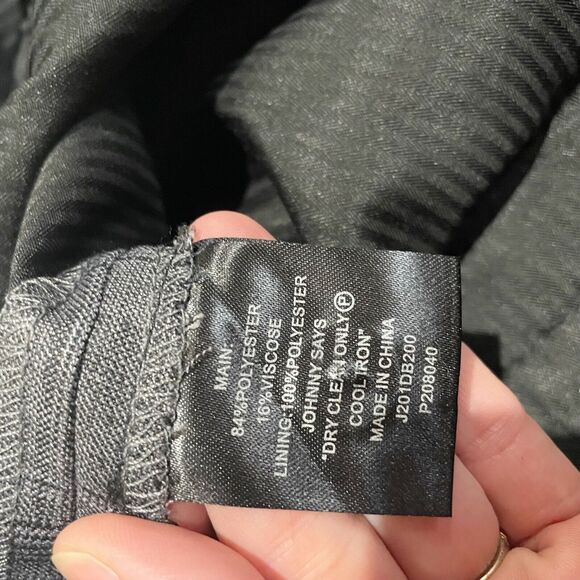 MAIN:
84%POLYESTER
16%VISCOSE
LINING:100%POLYESTER
JOHNNY SAYS
"DRY CLEAN ONLY Ⓟ
COOL IRON"
MADE IN CHINA
J201DB200
P208040